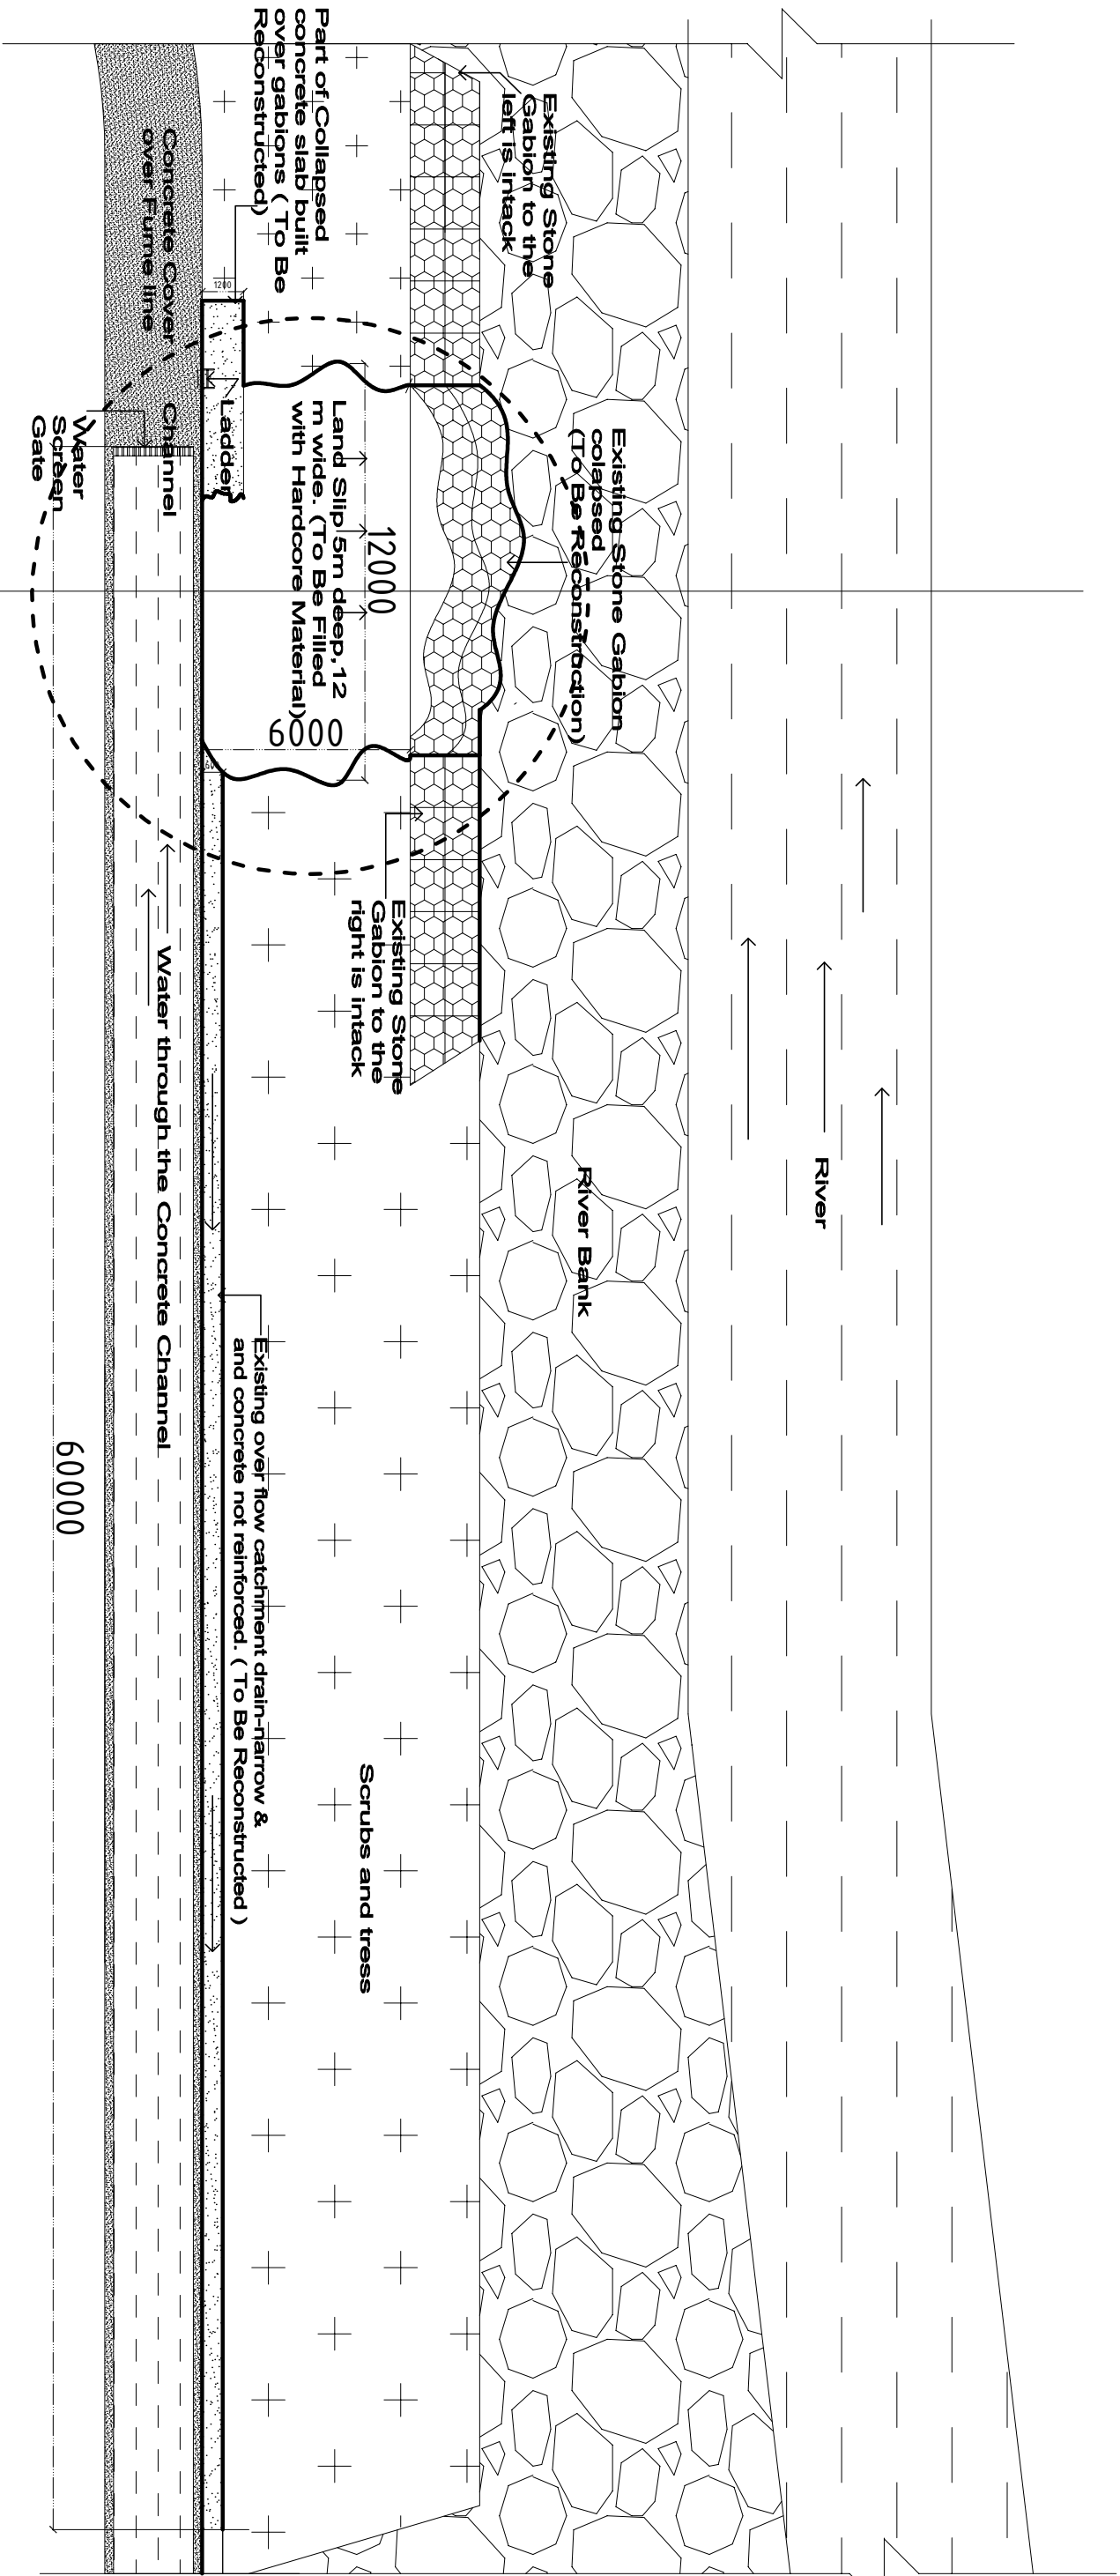 River
River Bank
Existing Stone
Gabion to the
left is intack
Existing Stone Gabion
colapsed
(To Be Reconstruction)
Existing Stone
Gabion to the
right is intack
Scrubs and tress
Part of Collapsed
concrete slab built
over gabions ( To Be
Reconstructed)
12000
Land Slip 5m deep,12
m wide. (To Be Filled
with Hardcore Material)
6000
1200
Ladder
Existing over flow catchment drain-narrow &
and concrete not reinforced. ( To Be Reconstructed )
Concrete Cover
over Fume line
Channel
Water through the Concrete Channel
Water
Screen
Gate
60000